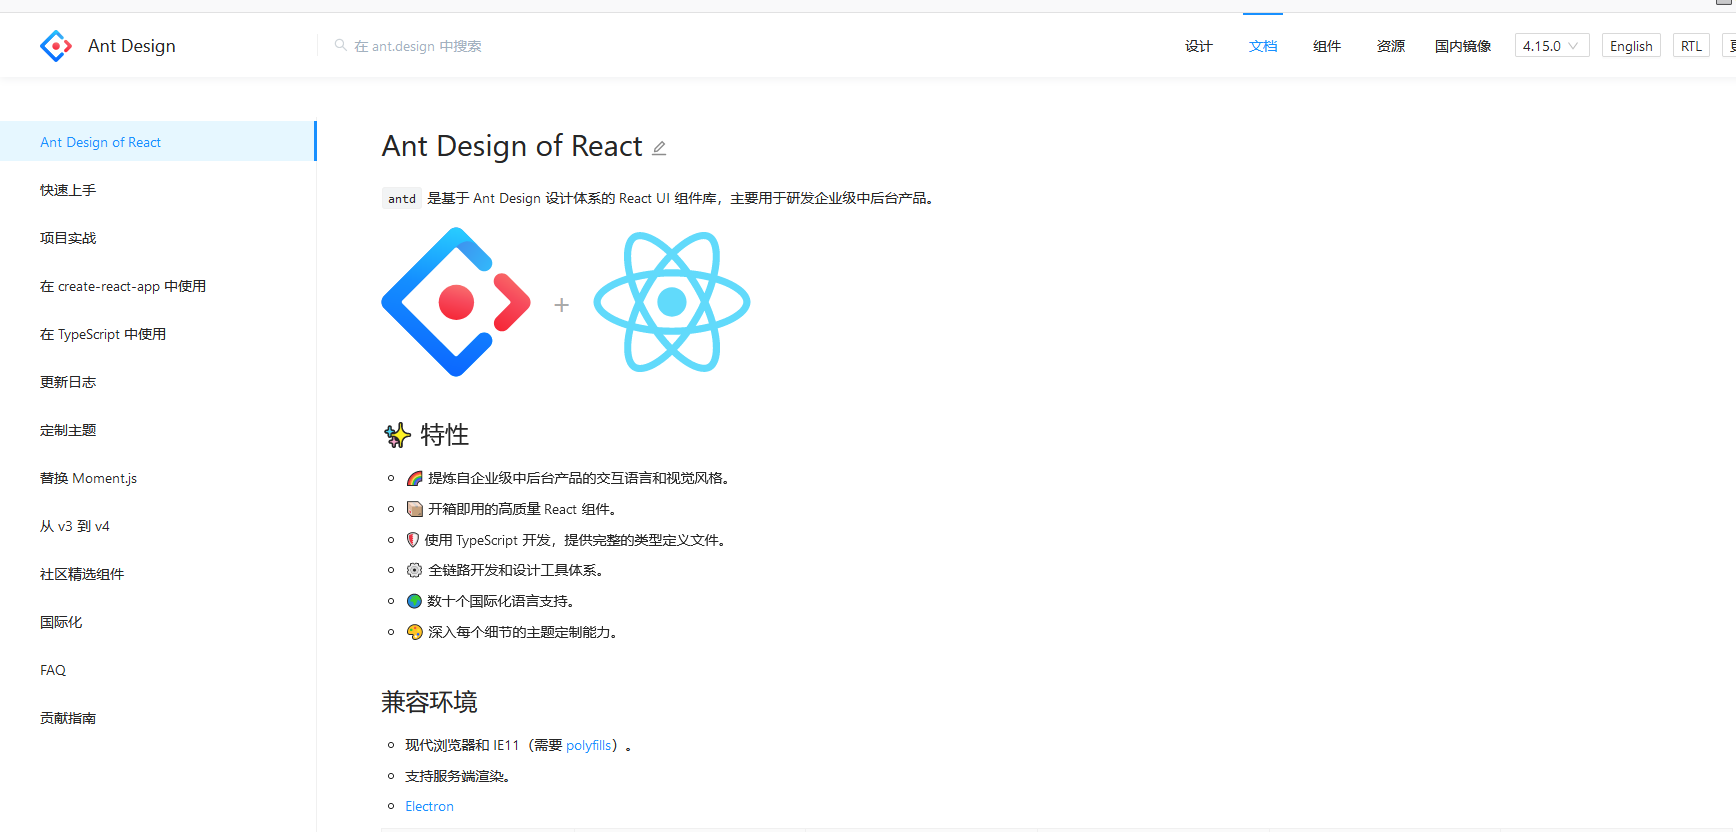 Ant Design
在 ant.design 中搜索
设计 文档 组件 资源 国内镜像 4.15.0 English RTL
Ant Design of React
快速上手
项目实战
在 create-react-app 中使用
在 TypeScript 中使用
更新日志
定制主题
替换 Moment.js
从 v3 到 v4
社区精选组件
国际化
FAQ
贡献指南
Ant Design of React
antd 是基于 Ant Design 设计体系的 React UI 组件库，主要用于研发企业级中后台产品。
+
✨ 特性
🌈 提炼自企业级中后台产品的交互语言和视觉风格。
📦 开箱即用的高质量 React 组件。
🛡 使用 TypeScript 开发，提供完整的类型定义文件。
⚙️ 全链路开发和设计工具体系。
🌍 数十个国际化语言支持。
🎨 深入每个细节的主题定制能力。
兼容环境
现代浏览器和 IE11（需要 polyfills）。
支持服务端渲染。
Electron